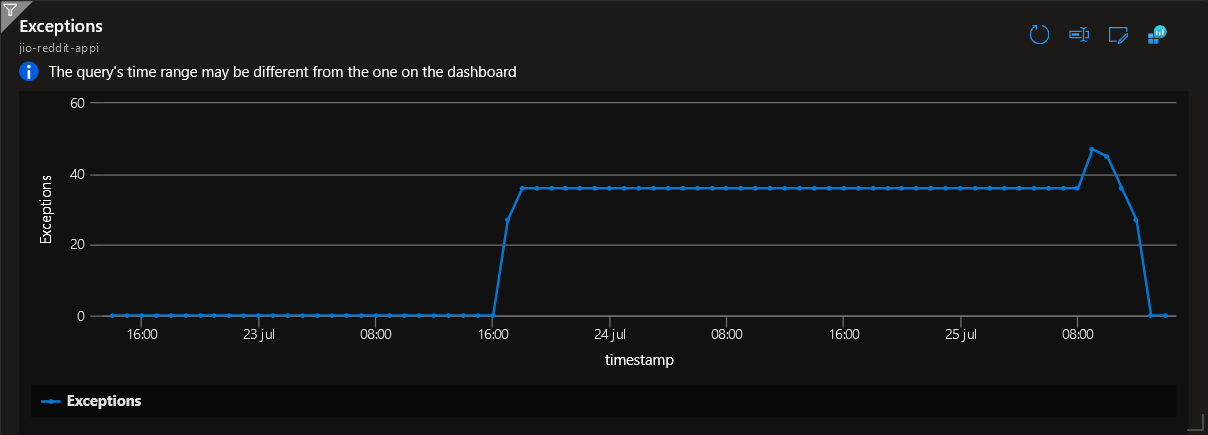 Exceptions
jio-reddit-appi
The query's time range may be different from the one on the dashboard
60
40
20
0
Exceptions
16:00 23 jul 08:00 16:00 24 jul 08:00 16:00 25 jul 08:00
timestamp
Exceptions